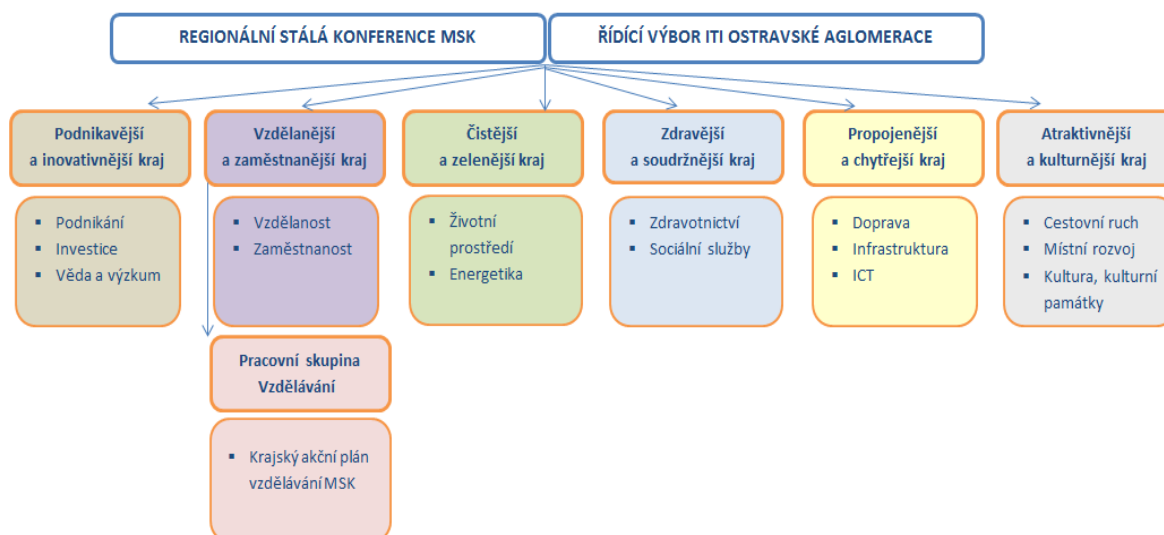 REGIONÁLNÍ STÁLÁ KONFERENCE MSK
ŘÍDÍCÍ VÝBOR ITI OSTRAVSKÉ AGLOMERACE
Podnikavější
a inovativnější kraj
Vzdělanější
a zaměstnanější kraj
Čistější
a zelenější kraj
Zdravější
a soudržnější kraj
Propojenější
a chytřejší kraj
Atraktivnější
a kulturnější kraj
▪ Podnikání
▪ Investice
▪ Věda a výzkum
▪ Vzdělanost
▪ Zaměstnanost
▪ Životní
prostředí
▪ Energetika
▪ Zdravotnictví
▪ Sociální služby
▪ Doprava
▪ Infrastruktura
▪ ICT
▪ Cestovní ruch
▪ Místní rozvoj
▪ Kultura, kulturní
památky
Pracovní skupina
Vzdělávání
▪ Krajský akční plán
vzdělávání MSK